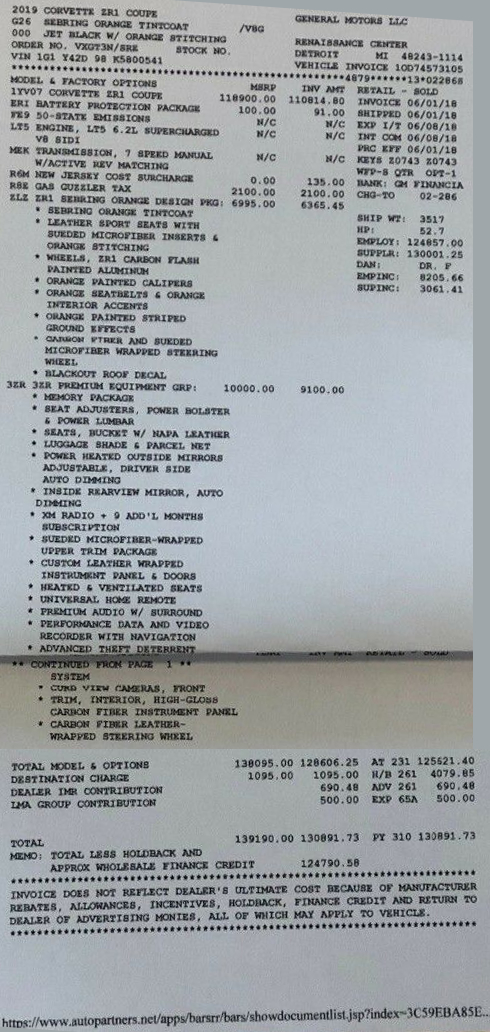 2019 CORVETTE ZR1 COUPE GENERAL MOTORS LLC
G26 SEBRING ORANGE TINTCOAT /V8G
000 JET BLACK W/ ORANGE STITCHING RENAISSANCE CENTER
ORDER NO. VXGT3N/SRE STOCK NO. DETROIT MI 48243-1114
VIN 1G1 Y42D 98 K5800541 VEHICLE INVOICE 10D74573105
****4879******13*022868
MODEL & FACTORY OPTIONS MSRP INV AMT RETAIL - SOLD
1YV07 CORVETTE ZR1 COUPE 118900.00 110814.80 INVOICE 06/01/18
ERI BATTERY PROTECTION PACKAGE 100.00 91.00 SHIPPED 06/01/18
FE9 50-STATE EMISSIONS N/C N/C EXP I/T 06/08/18
LT5 ENGINE, LT5 6.2L SUPERCHARGED N/C N/C INT COM 06/08/18
V8 SIDI PRC EFF 06/01/18
MEK TRANSMISSION, 7 SPEED MANUAL N/C N/C KEYS Z0743 Z0743
W/ACTIVE REV MATCHING WFP-S QTR OPT-1
R6M NEW JERSEY COST SURCHARGE 0.00 135.00 BANK: GM FINANCIA
RSE GAS GUZZLER TAX 2100.00 2100.00 CHG-TO 02-286
ZLZ ZR1 SEBRING ORANGE DESIGN PKG: 6995.00 6365.45
* SEBRING ORANGE TINTCOAT SHIP WT: 3517
* LEATHER SPORT SEATS WITH HP: 52.7
SUEDED MICROFIBER INSERTS & EMPLOY: 124857.00
ORANGE STITCHING SUPPLR: 130001.25
* WHEELS, ZR1 CARBON FLASH DAN: DR. F
PAINTED ALUMINUM EMPINC: 8205.66
* ORANGE PAINTED CALIPERS SUPINC: 3061.41
* ORANGE SEATBELTS & ORANGE
INTERIOR ACCENTS
* ORANGE PAINTED STRIPED
GROUND EFFECTS
* CARBON FIBER AND SUEDED
MICROFIBER WRAPPED STEERING
WHEEL
* BLACKOUT ROOF DECAL
3ZR 3ZR PREMIUM EQUIPMENT GRP: 10000.00 9100.00
* MEMORY PACKAGE
* SEAT ADJUSTERS, POWER BOLSTER
& POWER LUMBAR
* SEATS, BUCKET W/ NAPA LEATHER
* LUGGAGE SHADE & PARCEL NET
* POWER HEATED OUTSIDE MIRRORS
ADJUSTABLE, DRIVER SIDE
AUTO DIMMING
* INSIDE REARVIEW MIRROR, AUTO
DIMMING
* XM RADIO + 9 ADD'L MONTHS
SUBSCRIPTION
* SUEDED MICROFIBER-WRAPPED
UPPER TRIM PACKAGE
* CUSTOM LEATHER WRAPPED
INSTRUMENT PANEL & DOORS
* HEATED & VENTILATED SEATS
* UNIVERSAL HOME REMOTE
* PREMIUM AUDIO W/ SURROUND
* PERFORMANCE DATA AND VIDEO
RECORDER WITH NAVIGATION
* ADVANCED THEFT DETERRENT
** CONTINUED FROM PAGE 1 **
SYSTEM
* CURB VIEW CAMERAS, FRONT
* TRIM, INTERIOR, HIGH-GLOSS
CARBON FIBER INSTRUMENT PANEL
* CARBON FIBER LEATHER-
WRAPPED STEERING WHEEL
TOTAL MODEL & OPTIONS 138095.00 128606.25 AT 231 125621.40
DESTINATION CHARGE 1095.00 1095.00 H/B 261 4079.85
DEALER IMR CONTRIBUTION 690.48 ADV 261 690.48
LMA GROUP CONTRIBUTION 500.00 EXP 65A 500.00
TOTAL 139190.00 130891.73 PY 310 130891.73
MEMO: TOTAL LESS HOLDBACK AND
APPROX WHOLESALE FINANCE CREDIT 124790.58
INVOICE DOES NOT REFLECT DEALER'S ULTIMATE COST BECAUSE OF MANUFACTURER
REBATES, ALLOWANCES, INCENTIVES, HOLDBACK, FINANCE CREDIT AND RETURN TO
DEALER OF ADVERTISING MONIES, ALL OF WHICH MAY APPLY TO VEHICLE.
https://www.autopartners.net/apps/barsrr/bars/showdocumentlist.jsp?index=3C59EBA85E...